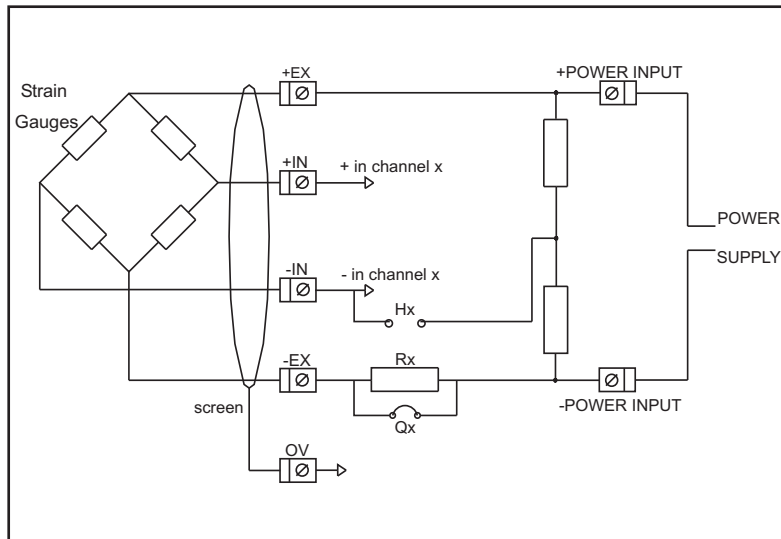 +EX
+POWER INPUT
Strain
Gauges
+IN
+ in channel x
POWER
SUPPLY
-IN
- in channel x
Hx
-EX
Rx
screen
Qx
-POWER INPUT
OV